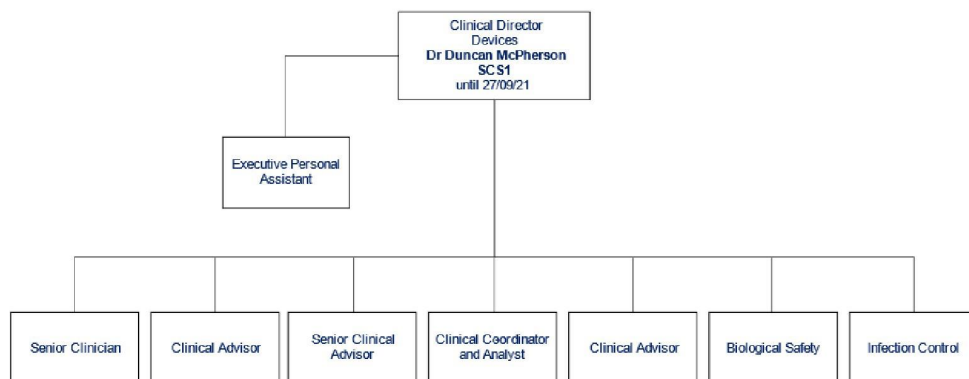 Clinical Director
Devices
Dr Duncan McPherson
SCS1
until 27/09/21
Executive Personal
Assistant
Senior Clinician
Clinical Advisor
Senior Clinical
Advisor
Clinical Coordinator
and Analyst
Clinical Advisor
Biological Safety
Infection Control